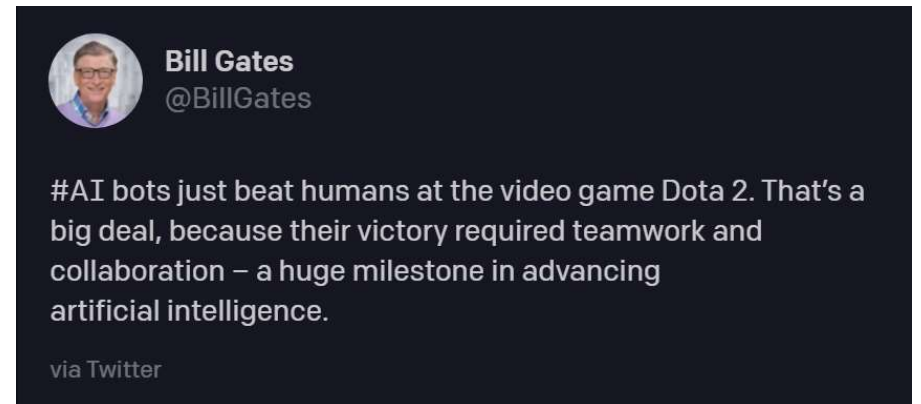 Bill Gates
@BillGates
#AI bots just beat humans at the video game Dota 2. That’s a
big deal, because their victory required teamwork and
collaboration – a huge milestone in advancing
artificial intelligence.
via Twitter